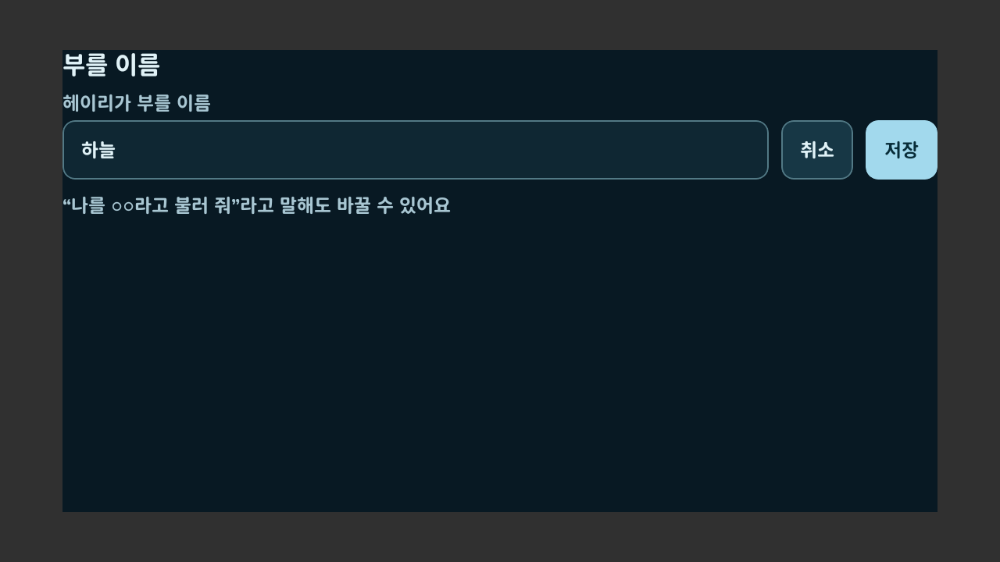 부를 이름
헤이리가 부를 이름
하늘
취소
저장
“나를 ○○라고 불러 줘”라고 말해도 바꿀 수 있어요